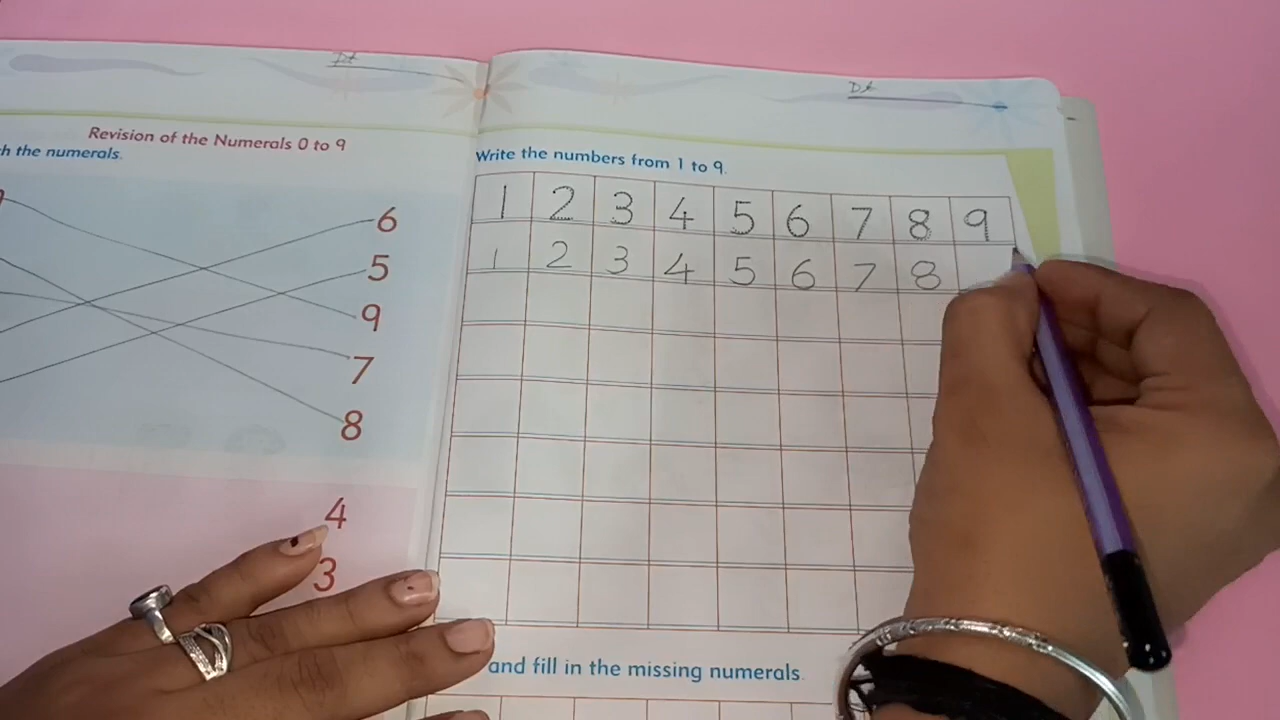 Dt
Revision of the Numerals 0 to 9
h the numerals.
6
5
9
7
8
4
3
Dt
Write the numbers from 1 to 9.
1 2 3 4 5 6 7 8 9
1 2 3 4 5 6 7 8
and fill in the missing numerals.